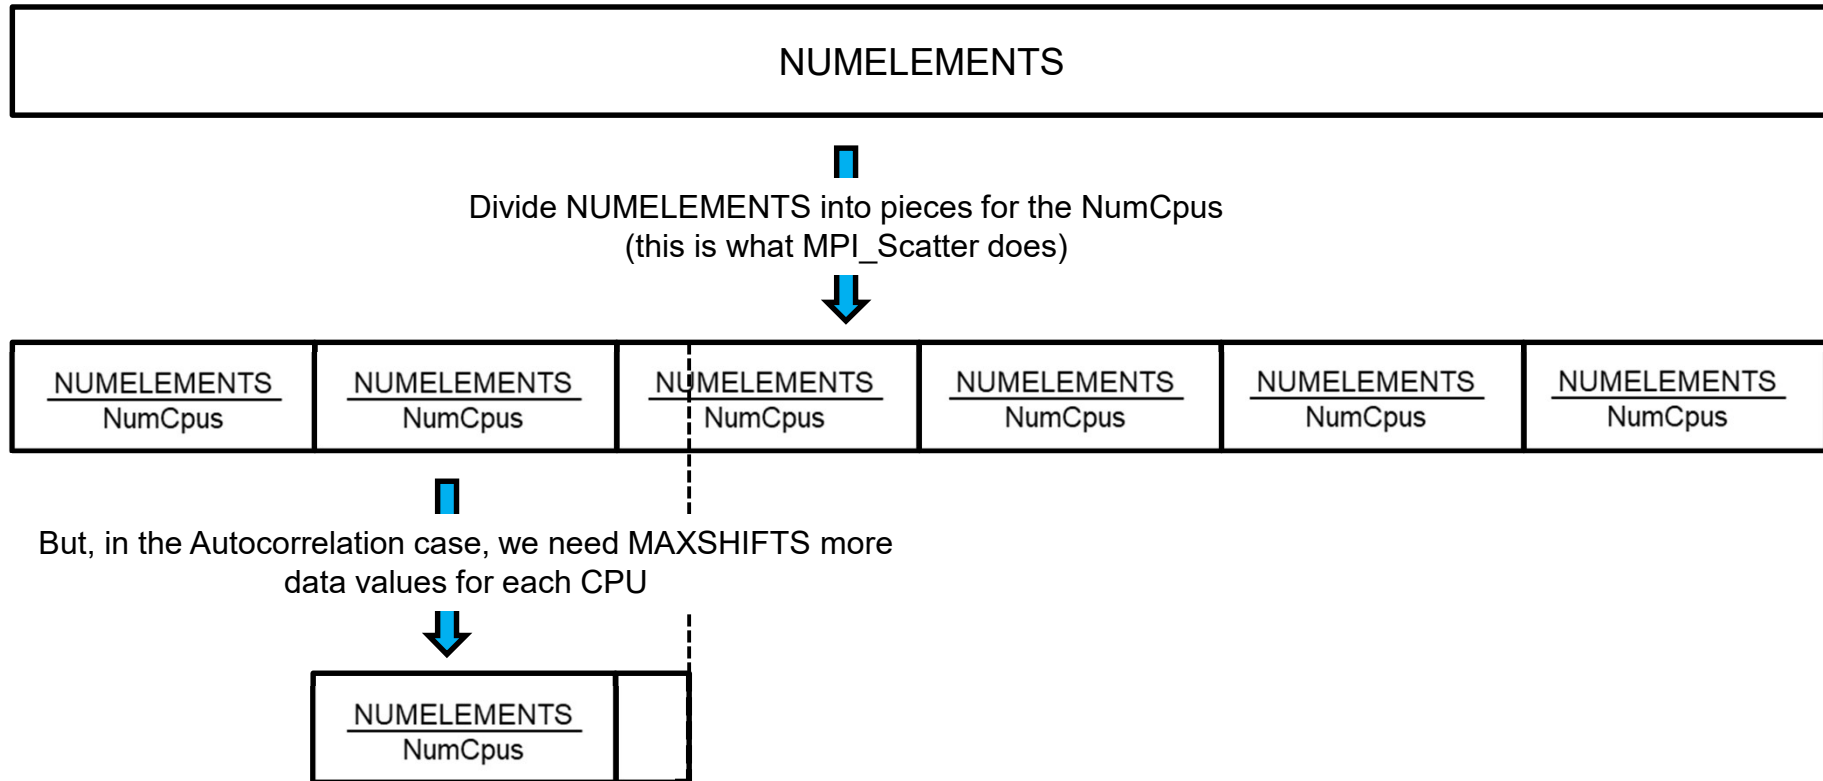 NUMELEMENTS
Divide NUMELEMENTS into pieces for the NumCpus
(this is what MPI_Scatter does)
NUMELEMENTS NUMELEMENTS NUMELEMENTS NUMELEMENTS NUMELEMENTS NUMELEMENTS
NumCpus NumCpus NumCpus NumCpus NumCpus NumCpus
But, in the Autocorrelation case, we need MAXSHIFTS more
data values for each CPU
NUMELEMENTS
NumCpus